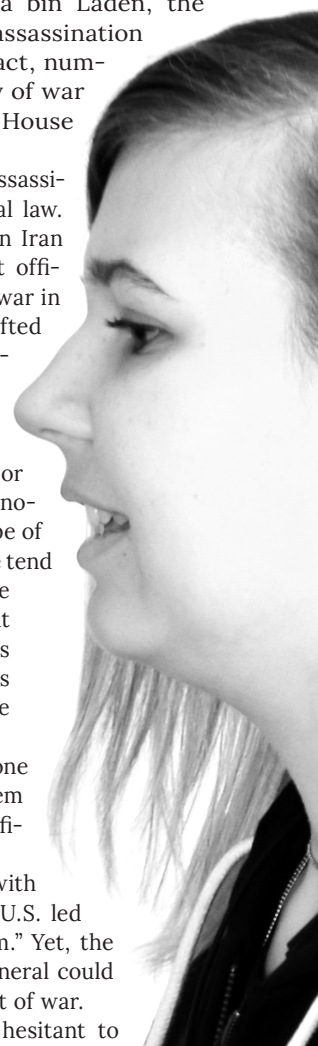 a bin Laden, the
assassination
act, num-
y of war
House
ssassi-
al law.
n Iran
t offi-
war in
fted
-
or
no-
pe of
e tend
e
t
s
s
e
one
em
fi-
with
U.S. led
n.” Yet, the
neral could
t of war.
hesitant to